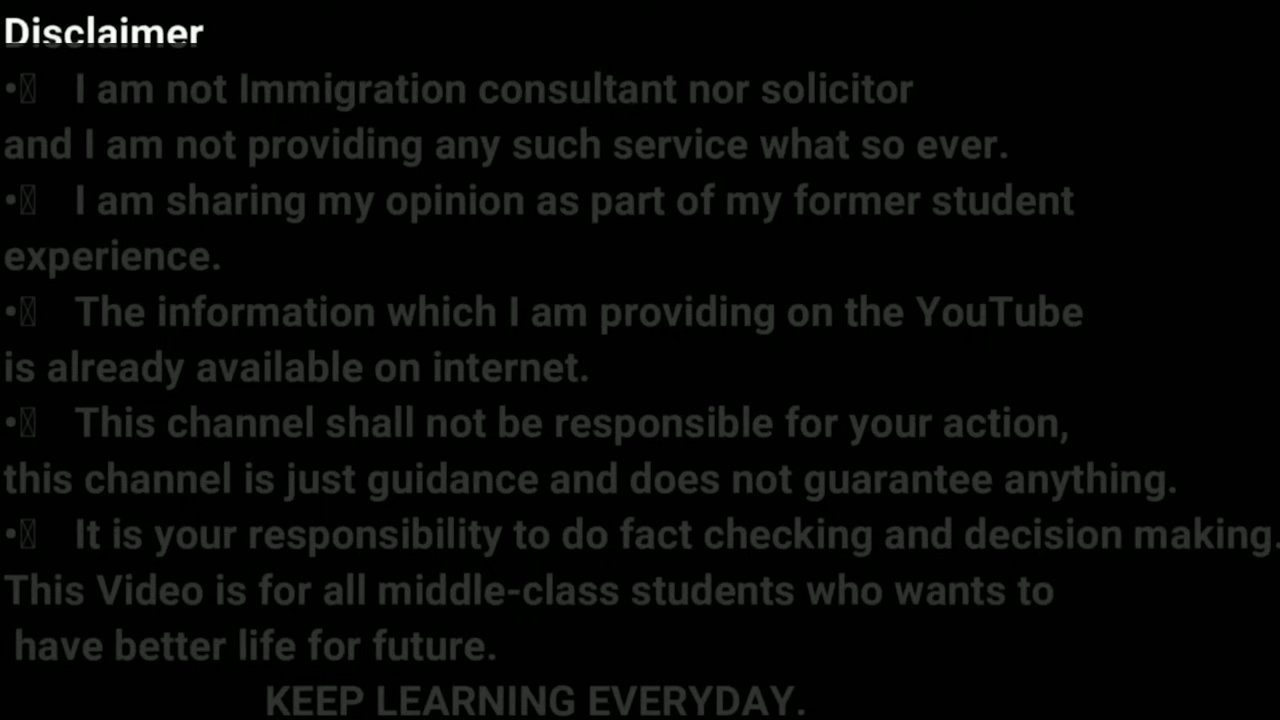 Disclaimer
• I am not Immigration consultant nor solicitor
and I am not providing any such service what so ever.
• I am sharing my opinion as part of my former student
experience.
• The information which I am providing on the YouTube
is already available on internet.
• This channel shall not be responsible for your action,
this channel is just guidance and does not guarantee anything.
• It is your responsibility to do fact checking and decision making.
This Video is for all middle-class students who wants to
have better life for future.
KEEP LEARNING EVERYDAY.